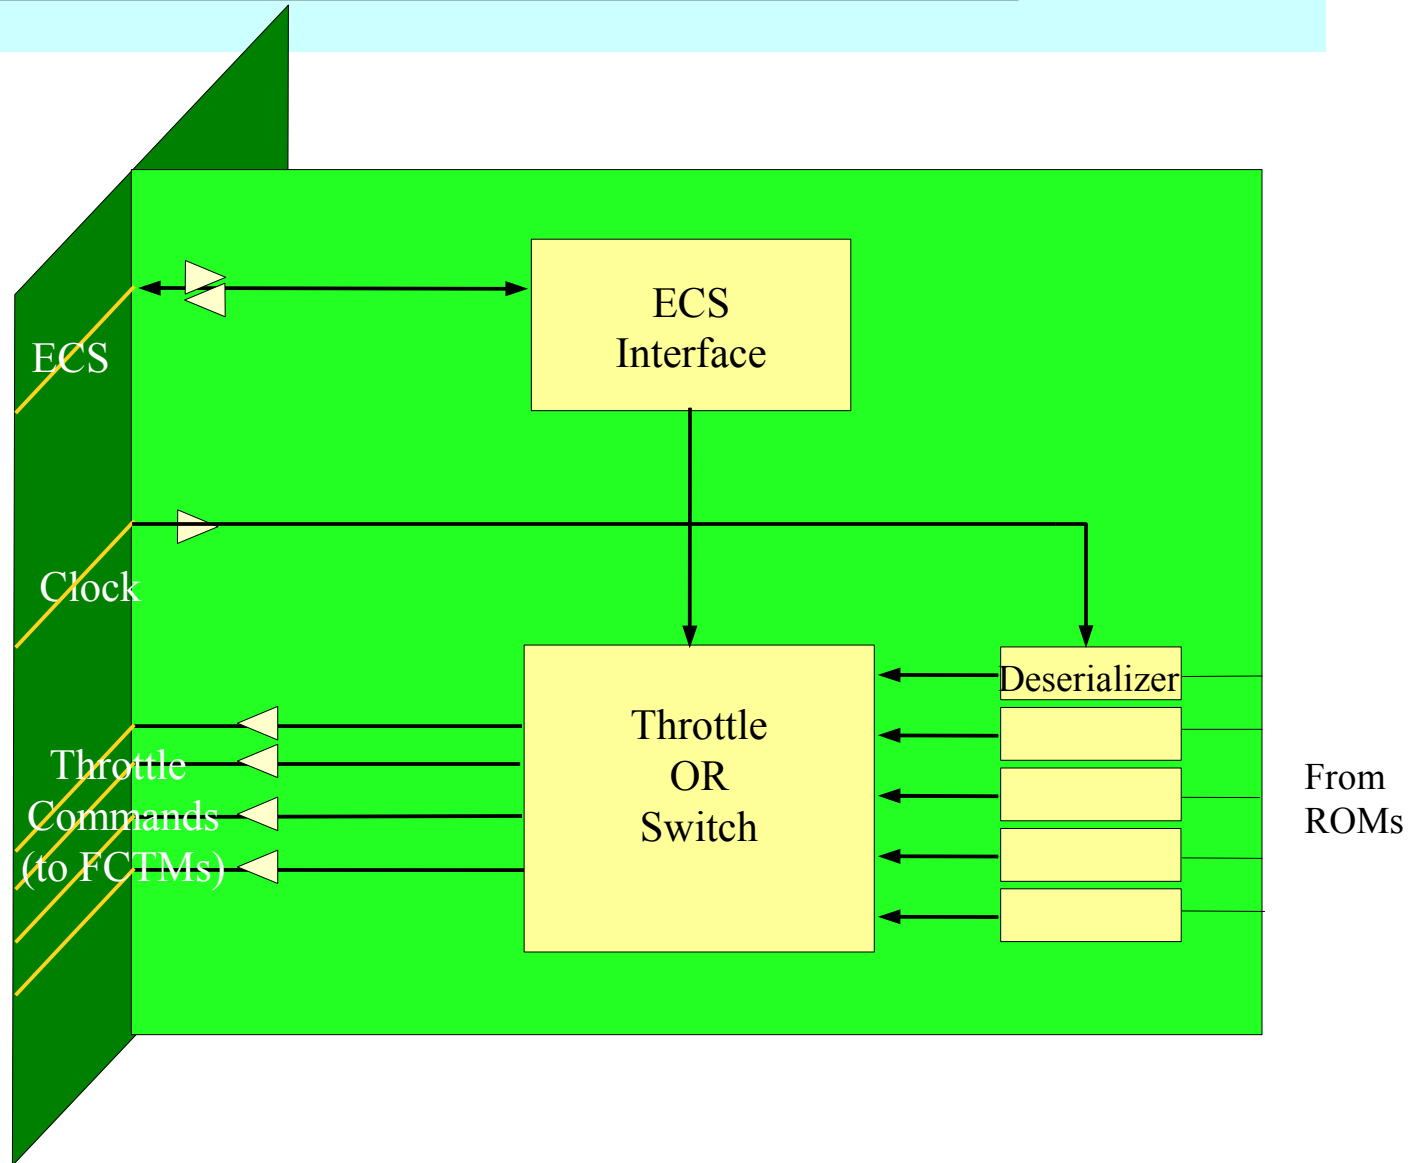 ECS
Interface
ECS
Clock
Deserializer
Throttle
OR
Switch
Throttle
Commands
(to FCTMs)
From
ROMs